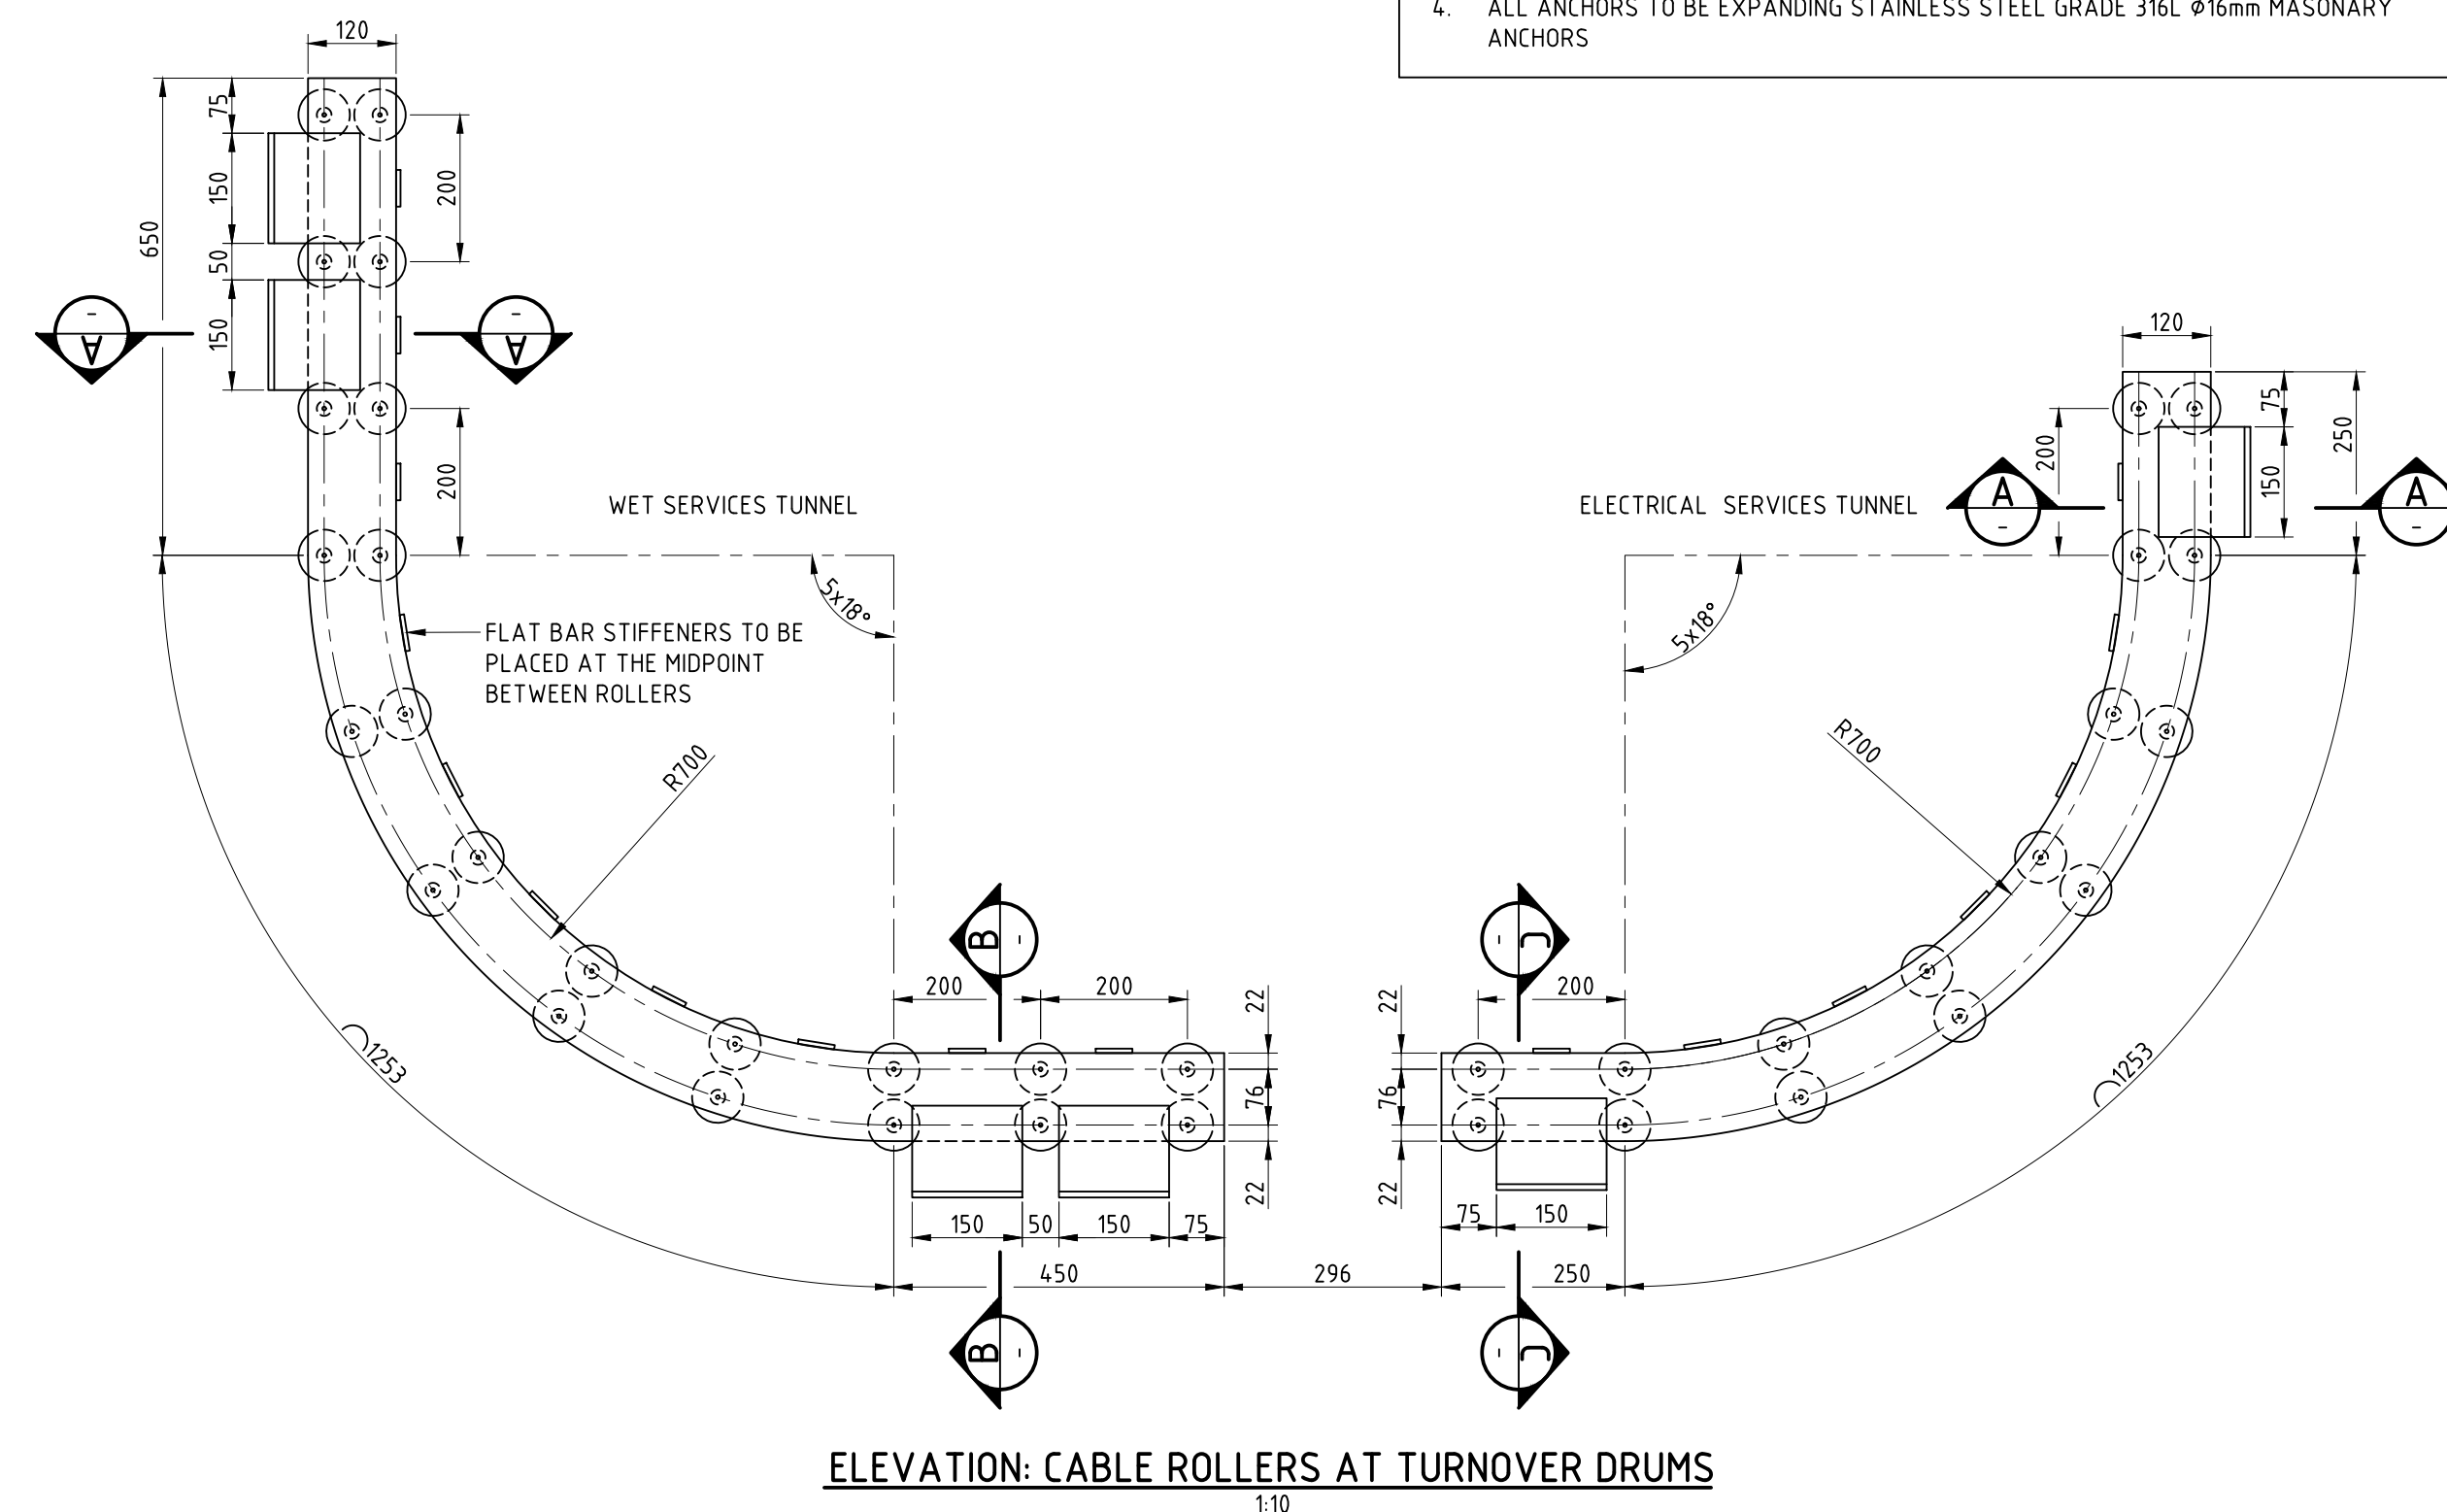 4. ALL ANCHORS TO BE EXPANDING STAINLESS STEEL GRADE 316L Ø16mm MASONARY
ANCHORS
120
75
150
50
150
650
200
200
A
A
WET SERVICES TUNNEL
5x18°
FLAT BAR STIFFENERS TO BE
PLACED AT THE MIDPOINT
BETWEEN ROLLERS
R700
1253
B
200
200
22
76
22
150
50
150
75
450
296
B
ELECTRICAL SERVICES TUNNEL
5x18°
120
75
150
250
200
A
A
R700
1253
C
200
22
76
22
75
150
250
C
ELEVATION: CABLE ROLLERS AT TURNOVER DRUMS
1:10